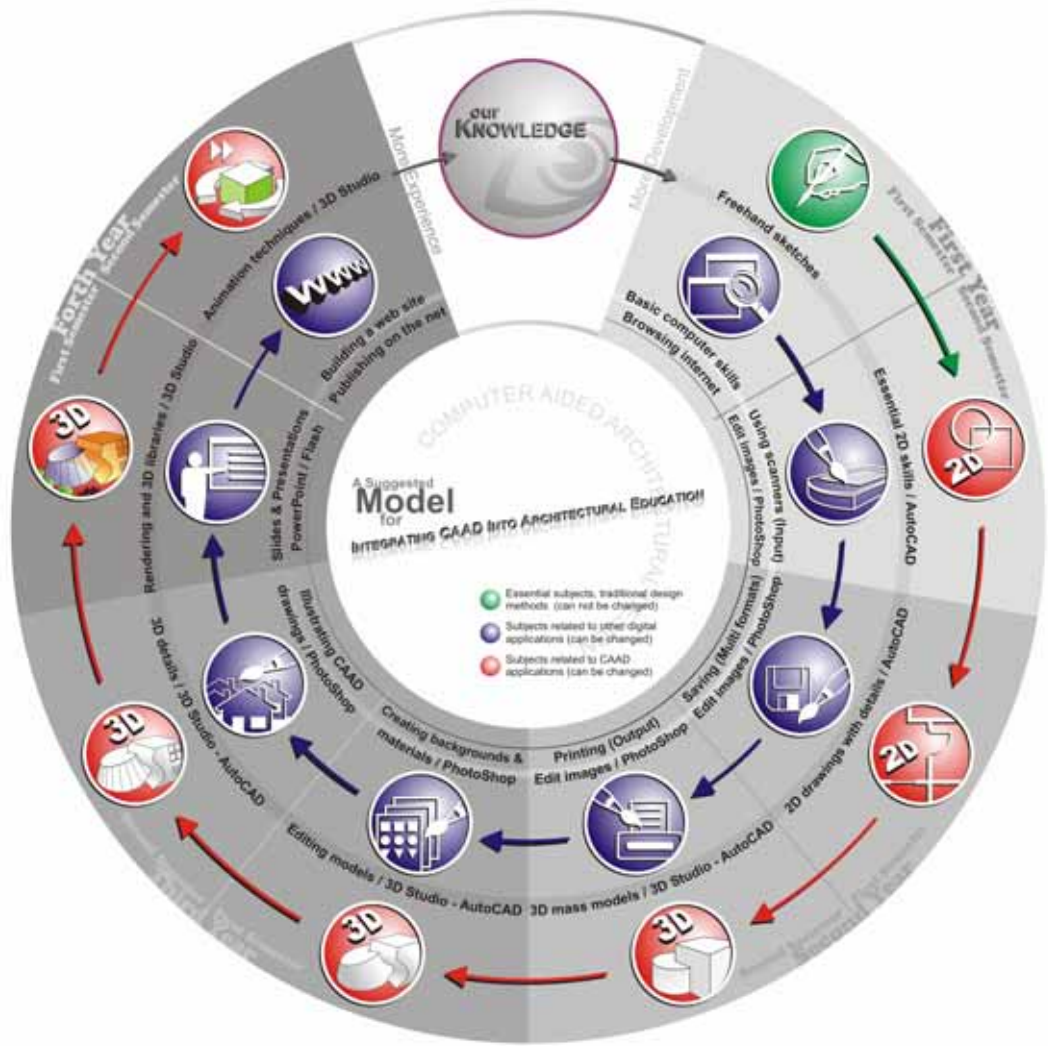 our
KNOWLEDGE
More Experience
More Development
First Year
First Semester
Second Semester
Freehand sketches
Basic computer skills
Browsing internet
Essential 2D skills / AutoCAD
Using scanners (Input)
Edit images / PhotoShop
2D
2D drawings with details / AutoCAD
Saving (Multi formats)
Edit images / PhotoShop
2D
Second Year
Second Semester
3D mass models / 3D Studio - AutoCAD
Printing (Output)
Edit images / PhotoShop
3D
Editing models / 3D Studio - AutoCAD
Creating backgrounds &
materials / PhotoShop
3D
3D details / 3D Studio - AutoCAD
Illustrating CAAD
drawings / PhotoShop
3D
Forth Year
First Semester
Second Semester
Rendering and 3D libraries / 3D Studio
Slides & Presentations
PowerPoint / Flash
3D
Animation techniques / 3D Studio
Building a web site
Publishing on the net
www
COMPUTER AIDED ARCHITECTURAL
A Suggested
Model
for
INTEGRATING CAAD INTO ARCHITECTURAL EDUCATION
Essential subjects, traditional design
methods (can not be changed)
Subjects related to other digital
applications (can be changed)
Subjects related to CAAD
applications (can be changed)